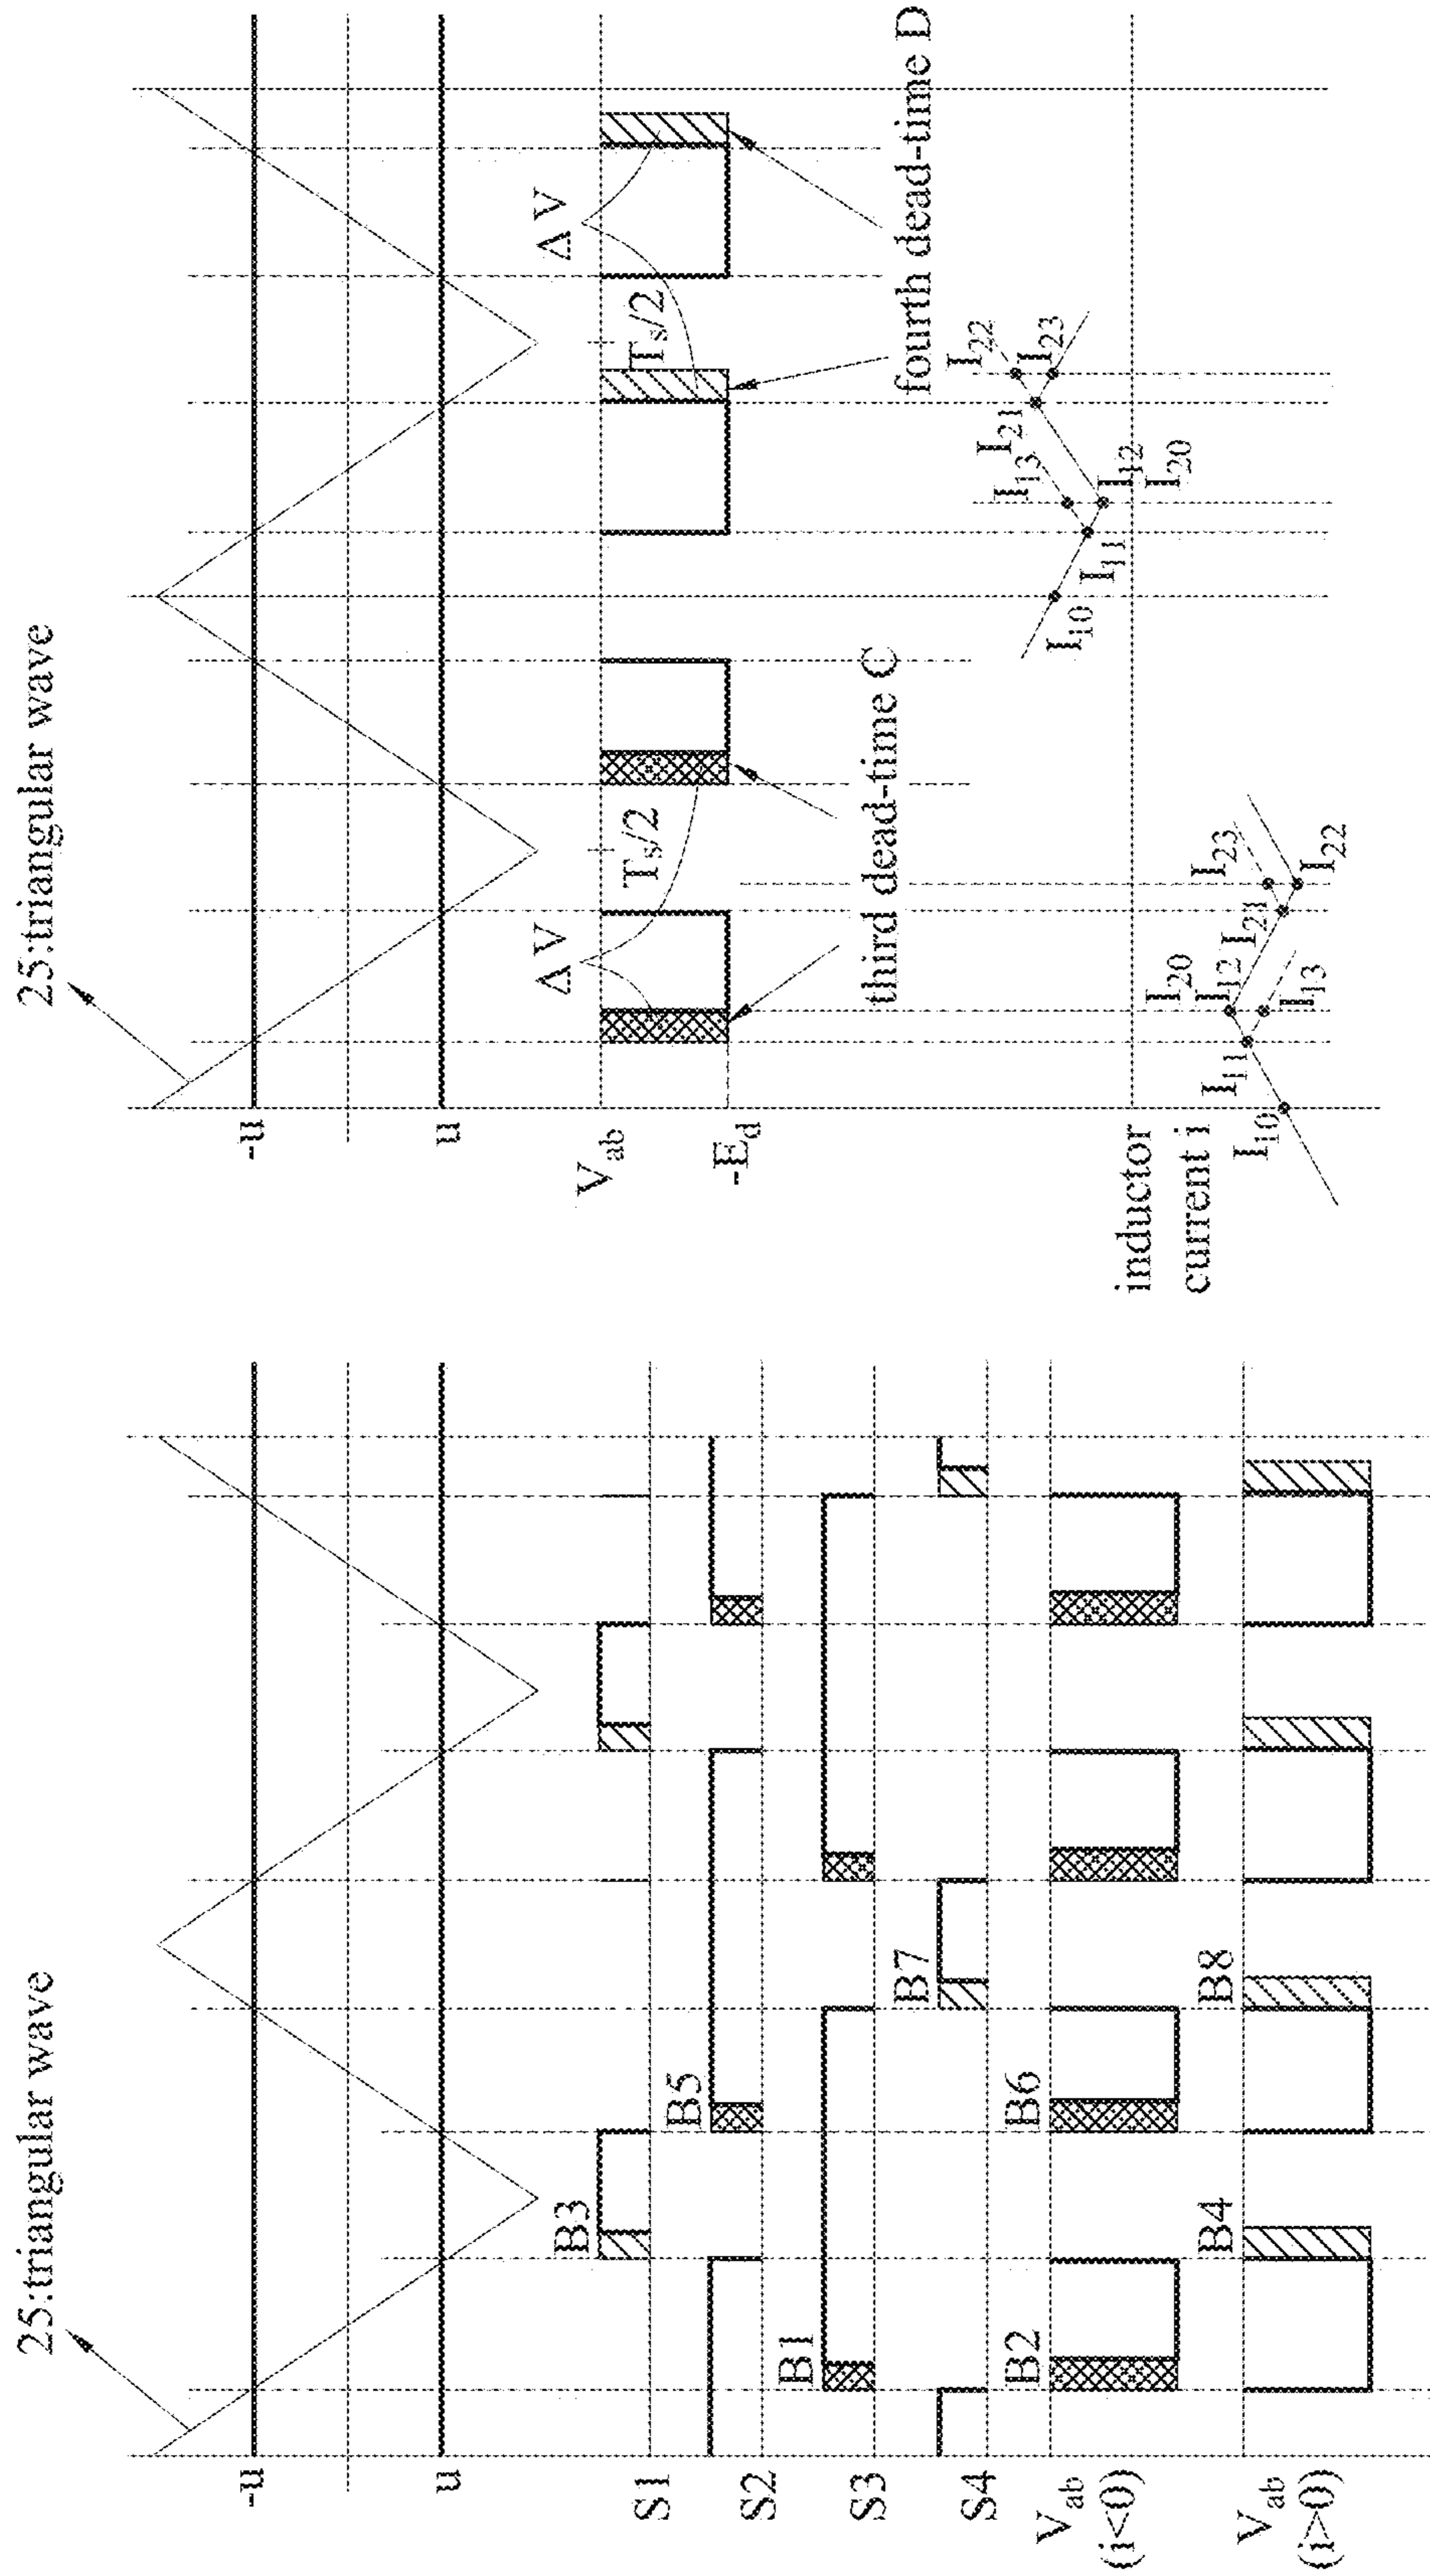 25:triangular wave
-u
u
S1
S2
S3
S4
V_ab
(i<0)
V_ab
(i>0)
B3
B5
B1
B7
B2
B6
B4
B8
25:triangular wave
-u
u
V_ab
-E_d
ΔV
T_s/2
ΔV
T_s/2
third dead-time C
fourth dead-time D
inductor
current i
I_10
I_11
I_20
I_12
I_13
I_21
I_23
I_22
I_10
I_11
I_13
I_12
I_20
I_21
I_22
I_23